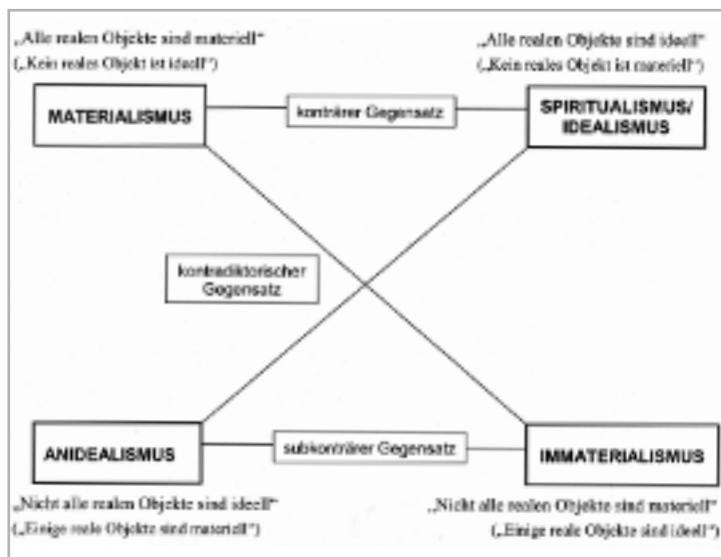 „Alle realen Objekte sind materiell“
(„Kein reales Objekt ist ideell“)
„Alle realen Objekte sind ideell“
(„Kein reales Objekt ist materiell“)
MATERIALISMUS
konträrer Gegensatz
SPIRITUALISMUS/
IDEALISMUS
kontradiktorischer
Gegensatz
ANIDEALISMUS
subkonträrer Gegensatz
IMMATERIALISMUS
„Nicht alle realen Objekte sind ideell“
(„Einige reale Objekte sind materiell“)
„Nicht alle realen Objekte sind materiell“
(„Einige reale Objekte sind ideell“)